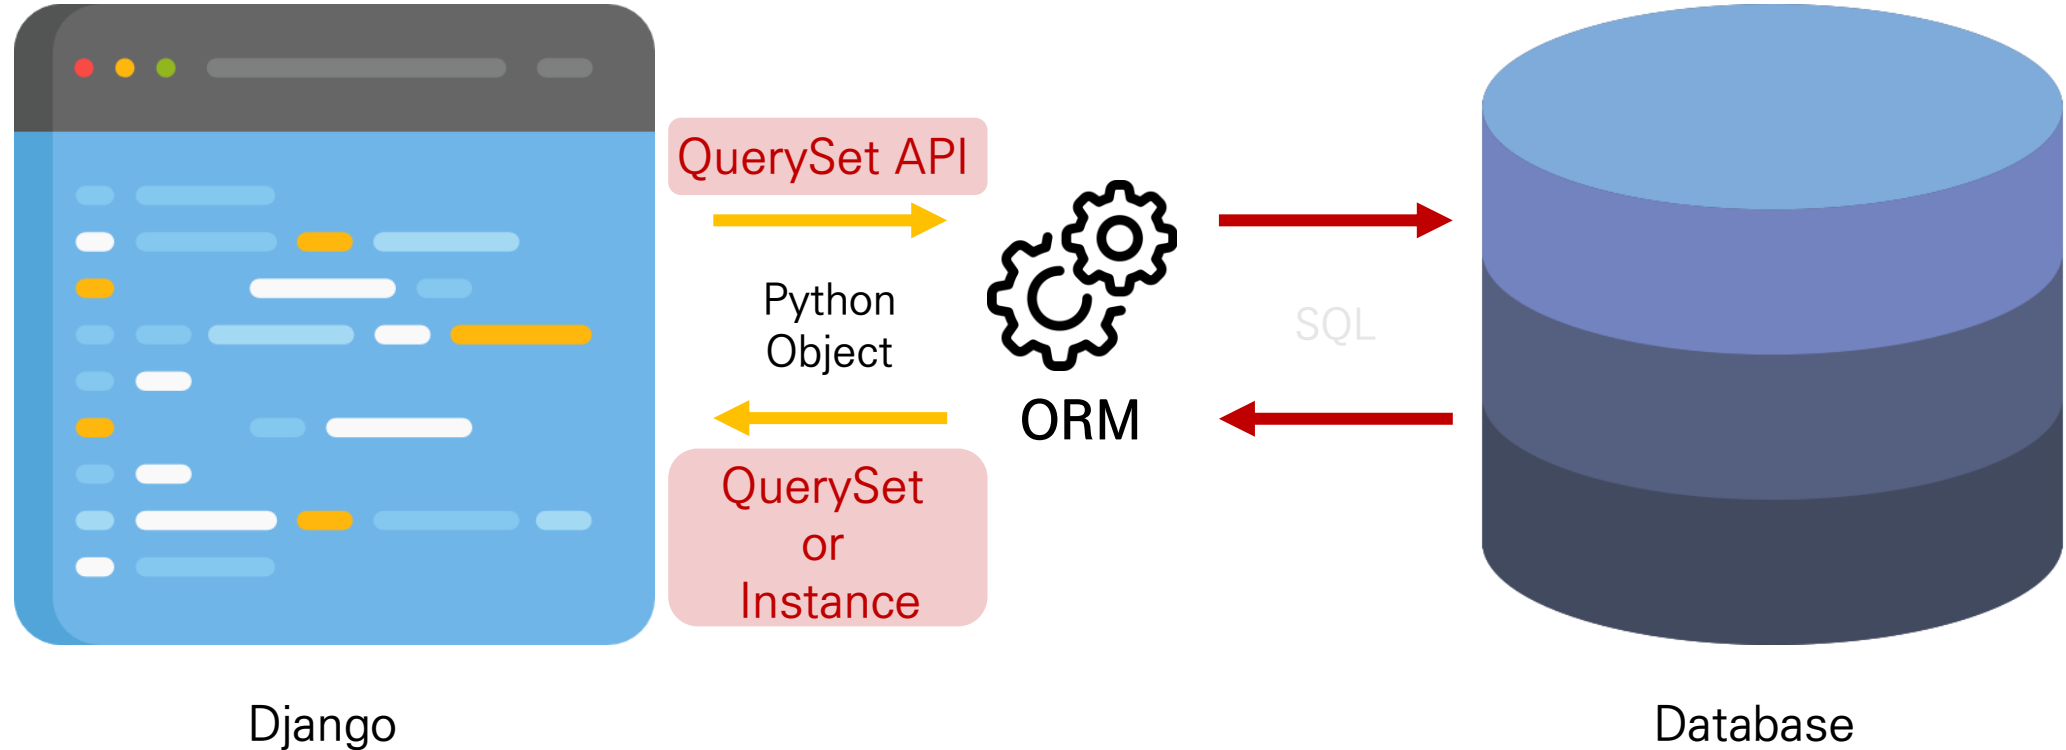 QuerySet API
Python
Object
SQL
ORM
QuerySet
or
Instance
Django
Database